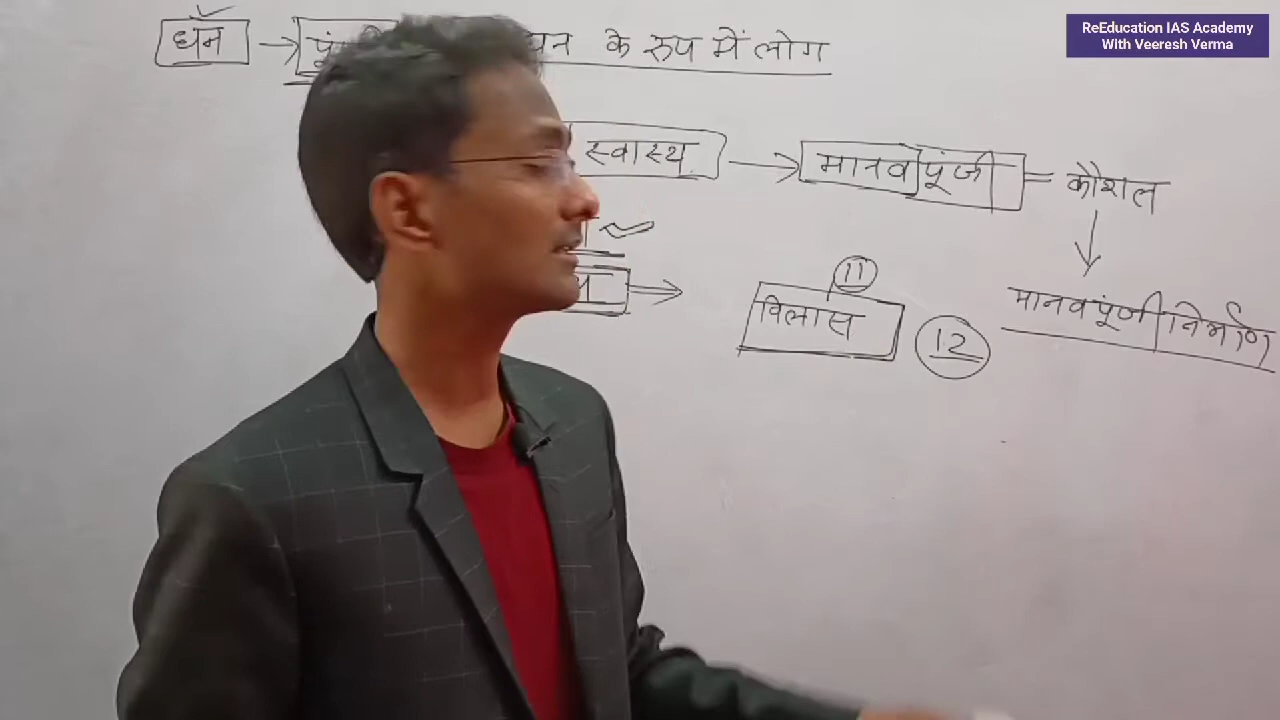 ReEducation IAS Academy
With Veeresh Verma
धन → के रुप में लोग
स्वास्थ्य → मानव पूंजी = कौशल
11
विलास 12 मानवपूंजी निर्माण